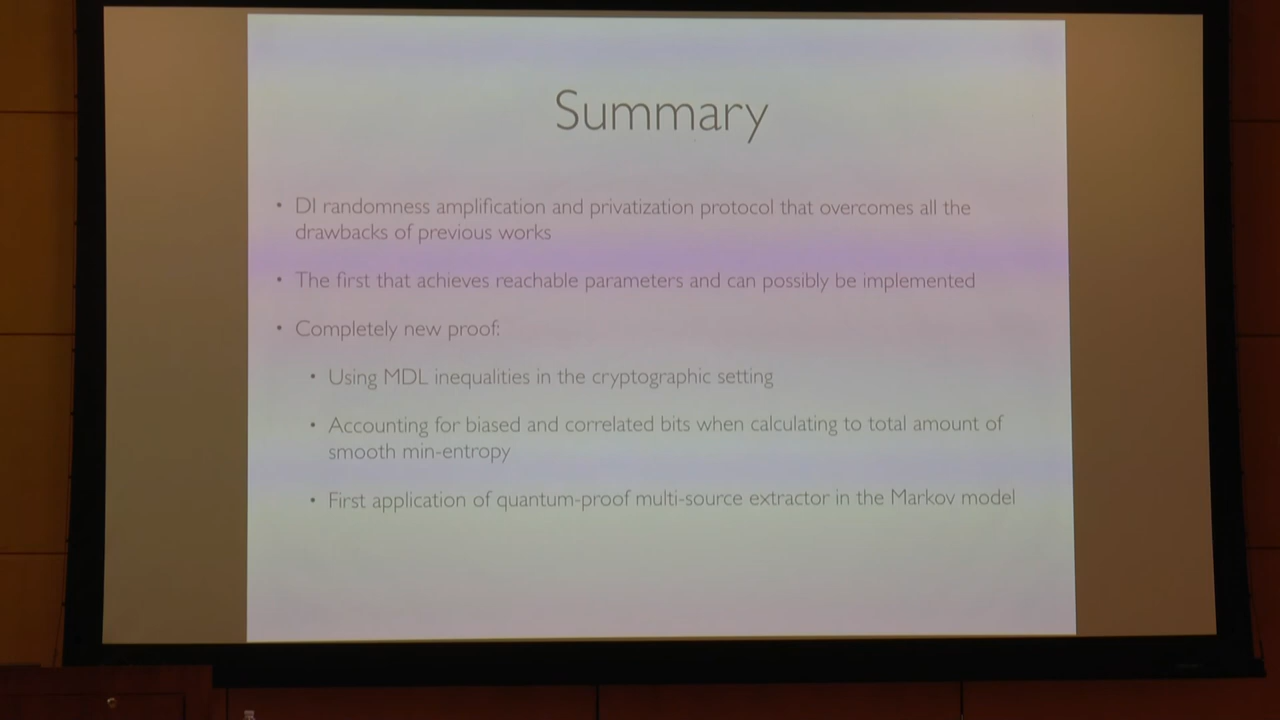 Summary
• DI randomness amplification and privatization protocol that overcomes all the
drawbacks of previous works
• The first that achieves reachable parameters and can possibly be implemented
• Completely new proof:
• Using MDL inequalities in the cryptographic setting
• Accounting for biased and correlated bits when calculating to total amount of
smooth min-entropy
• First application of quantum-proof multi-source extractor in the Markov model